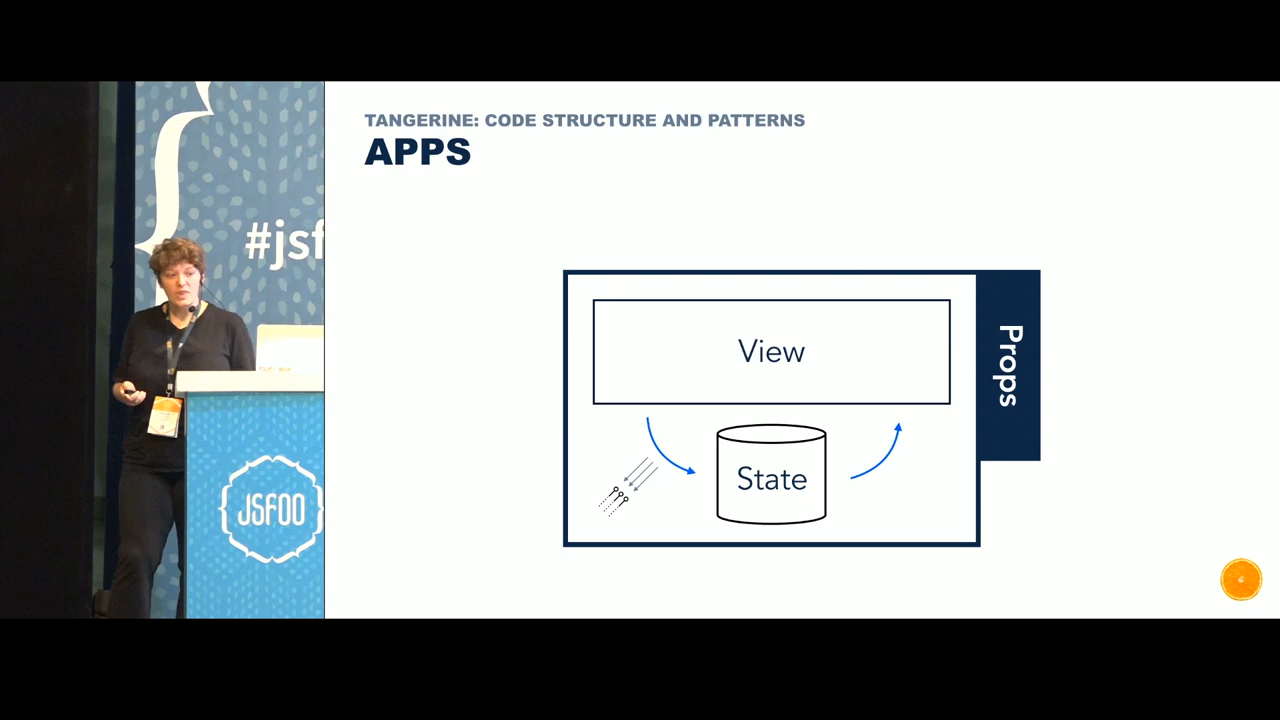 TANGERINE: CODE STRUCTURE AND PATTERNS
APPS
#jsf
View
Props
State
JSFOO